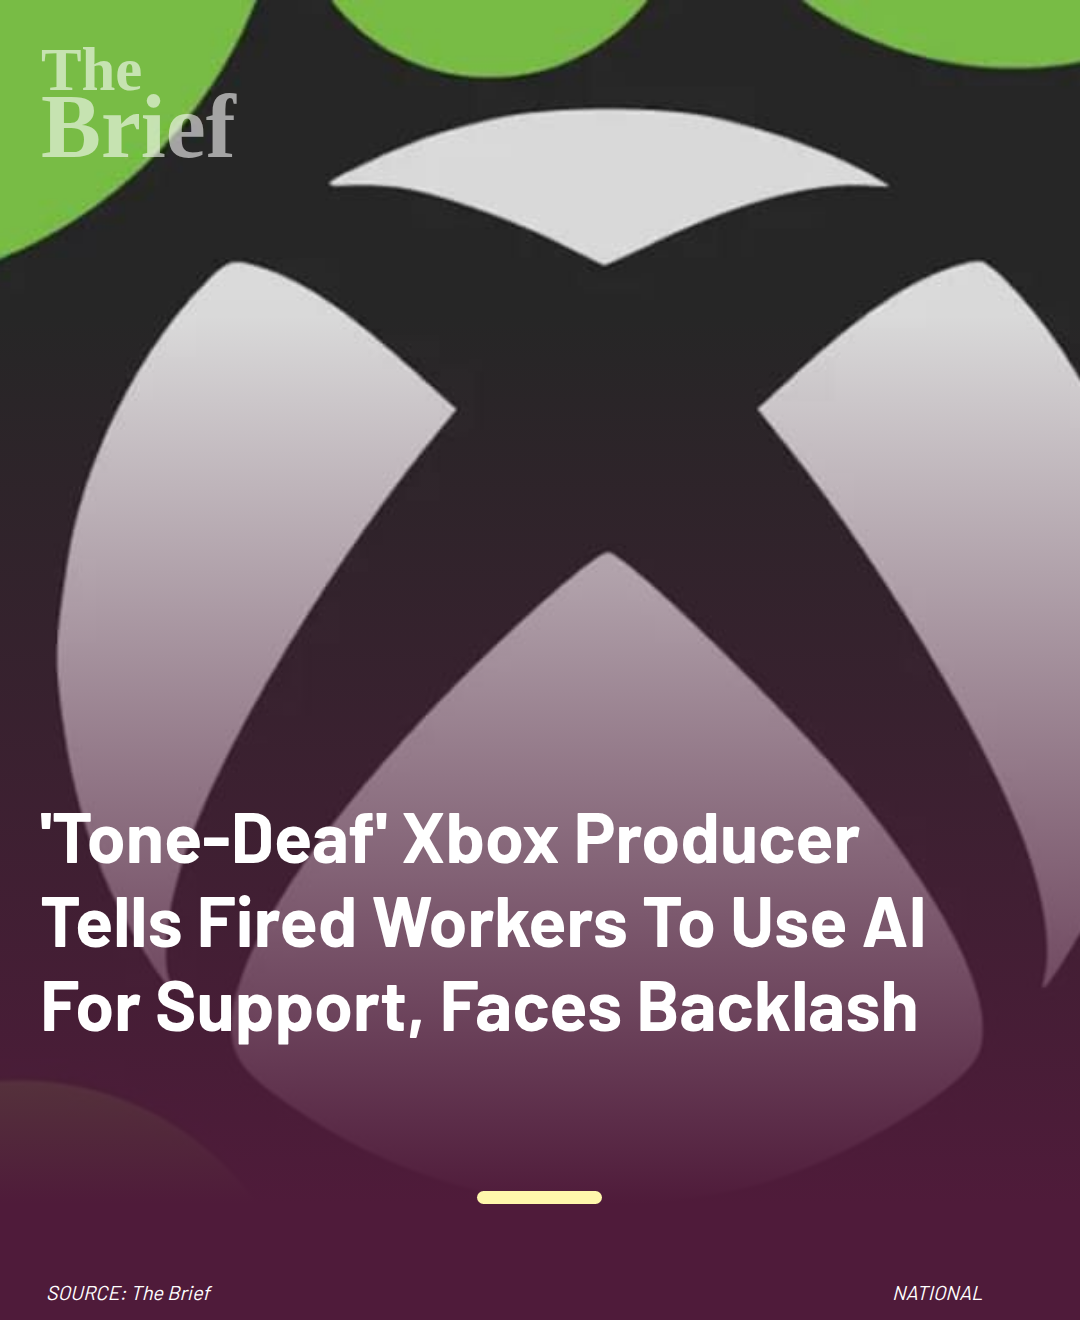 The
Brief
'Tone-Deaf' Xbox Producer
Tells Fired Workers To Use AI
For Support, Faces Backlash
SOURCE: The Brief
NATIONAL